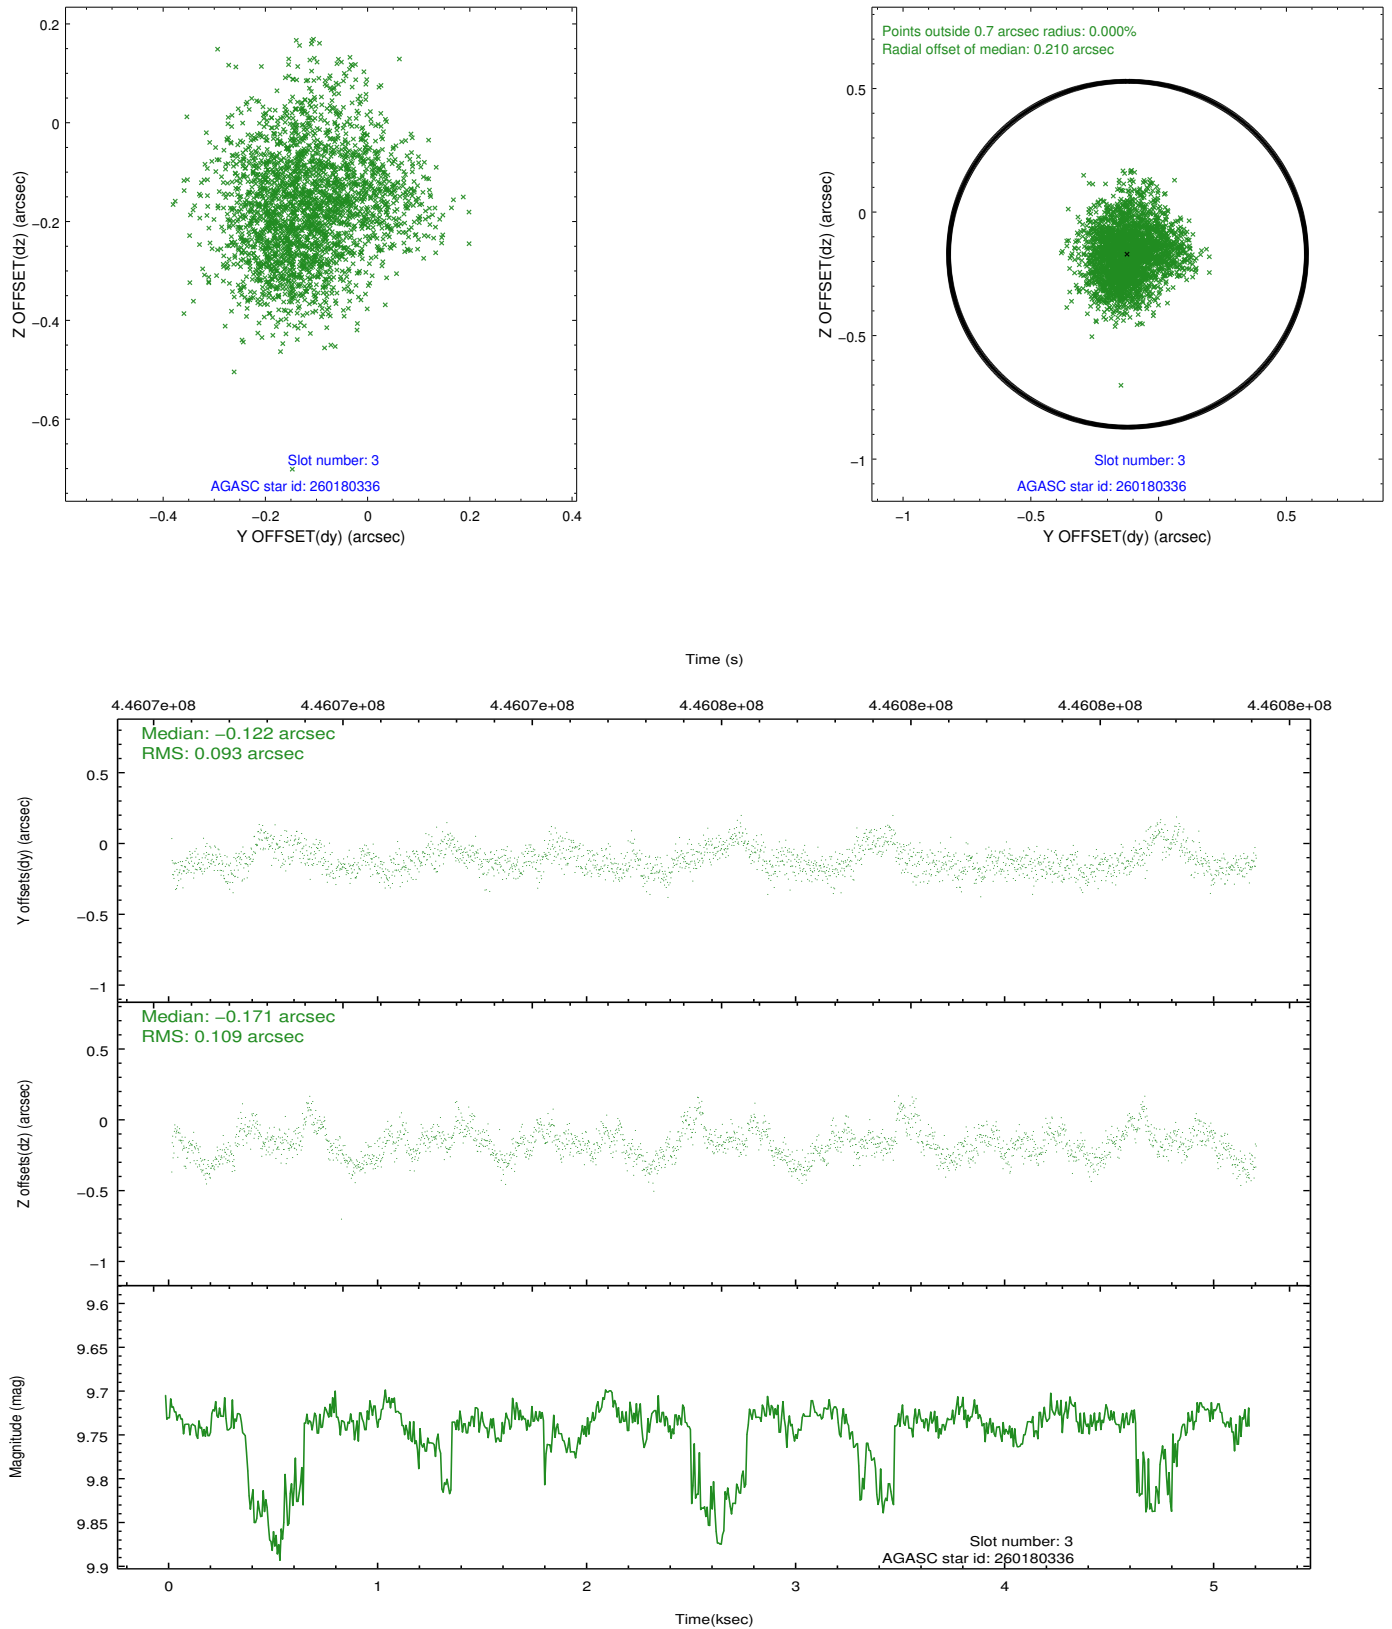 0.2
0
−0.2
−0.4
−0.6
Z OFFSET(dz) (arcsec)
Slot number: 3
AGASC star id: 260180336
−0.4
−0.2
0
0.2
0.4
Y OFFSET(dy) (arcsec)
Points outside 0.7 arcsec radius: 0.000%
Radial offset of median: 0.210 arcsec
0.5
0
−0.5
−1
Z OFFSET(dz) (arcsec)
Slot number: 3
AGASC star id: 260180336
−1
−0.5
0
0.5
Y OFFSET(dy) (arcsec)
Time (s)
4.4607e+08
4.4607e+08
4.4607e+08
4.4608e+08
4.4608e+08
4.4608e+08
4.4608e+08
Median: −0.122 arcsec
RMS: 0.093 arcsec
0.5
0
−0.5
−1
Y offsets(dy) (arcsec)
Median: −0.171 arcsec
RMS: 0.109 arcsec
0.5
0
−0.5
−1
Z offsets(dz) (arcsec)
9.6
9.65
9.7
9.75
9.8
9.85
9.9
Magnitude (mag)
Slot number: 3
AGASC star id: 260180336
0
1
2
3
4
5
Time(ksec)